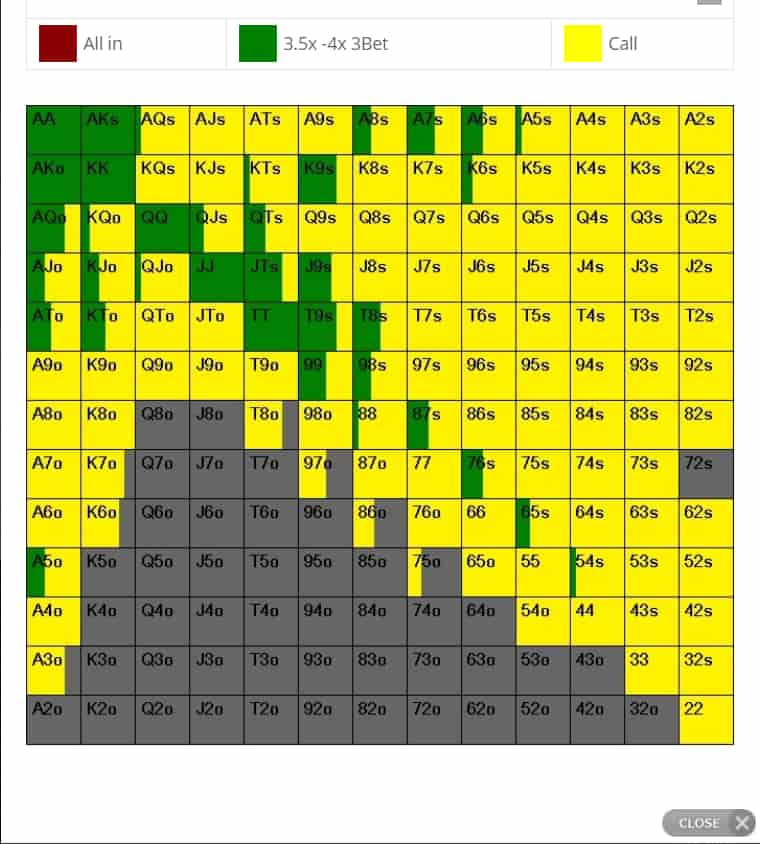 All in 3.5x -4x 3Bet Call
AA AKs AQs AJs ATs A9s A8s A7s A6s A5s A4s A3s A2s
AKo KK KQs KJs KTs K9s K8s K7s K6s K5s K4s K3s K2s
AQo KQo QQ QJs QTs Q9s Q8s Q7s Q6s Q5s Q4s Q3s Q2s
AJo KJo QJo JJ JTs J9s J8s J7s J6s J5s J4s J3s J2s
ATo KTo QTo JTo TT T9s T8s T7s T6s T5s T4s T3s T2s
A9o K9o Q9o J9o T9o 99 98s 97s 96s 95s 94s 93s 92s
A8o K8o Q8o J8o T8o 98o 88 87s 86s 85s 84s 83s 82s
A7o K7o Q7o J7o T7o 97o 87o 77 76s 75s 74s 73s 72s
A6o K6o Q6o J6o T6o 96o 86o 76o 66 65s 64s 63s 62s
A5o K5o Q5o J5o T5o 95o 85o 75o 65o 55 54s 53s 52s
A4o K4o Q4o J4o T4o 94o 84o 74o 64o 54o 44 43s 42s
A3o K3o Q3o J3o T3o 93o 83o 73o 63o 53o 43o 33 32s
A2o K2o Q2o J2o T2o 92o 82o 72o 62o 52o 42o 32o 22
CLOSE